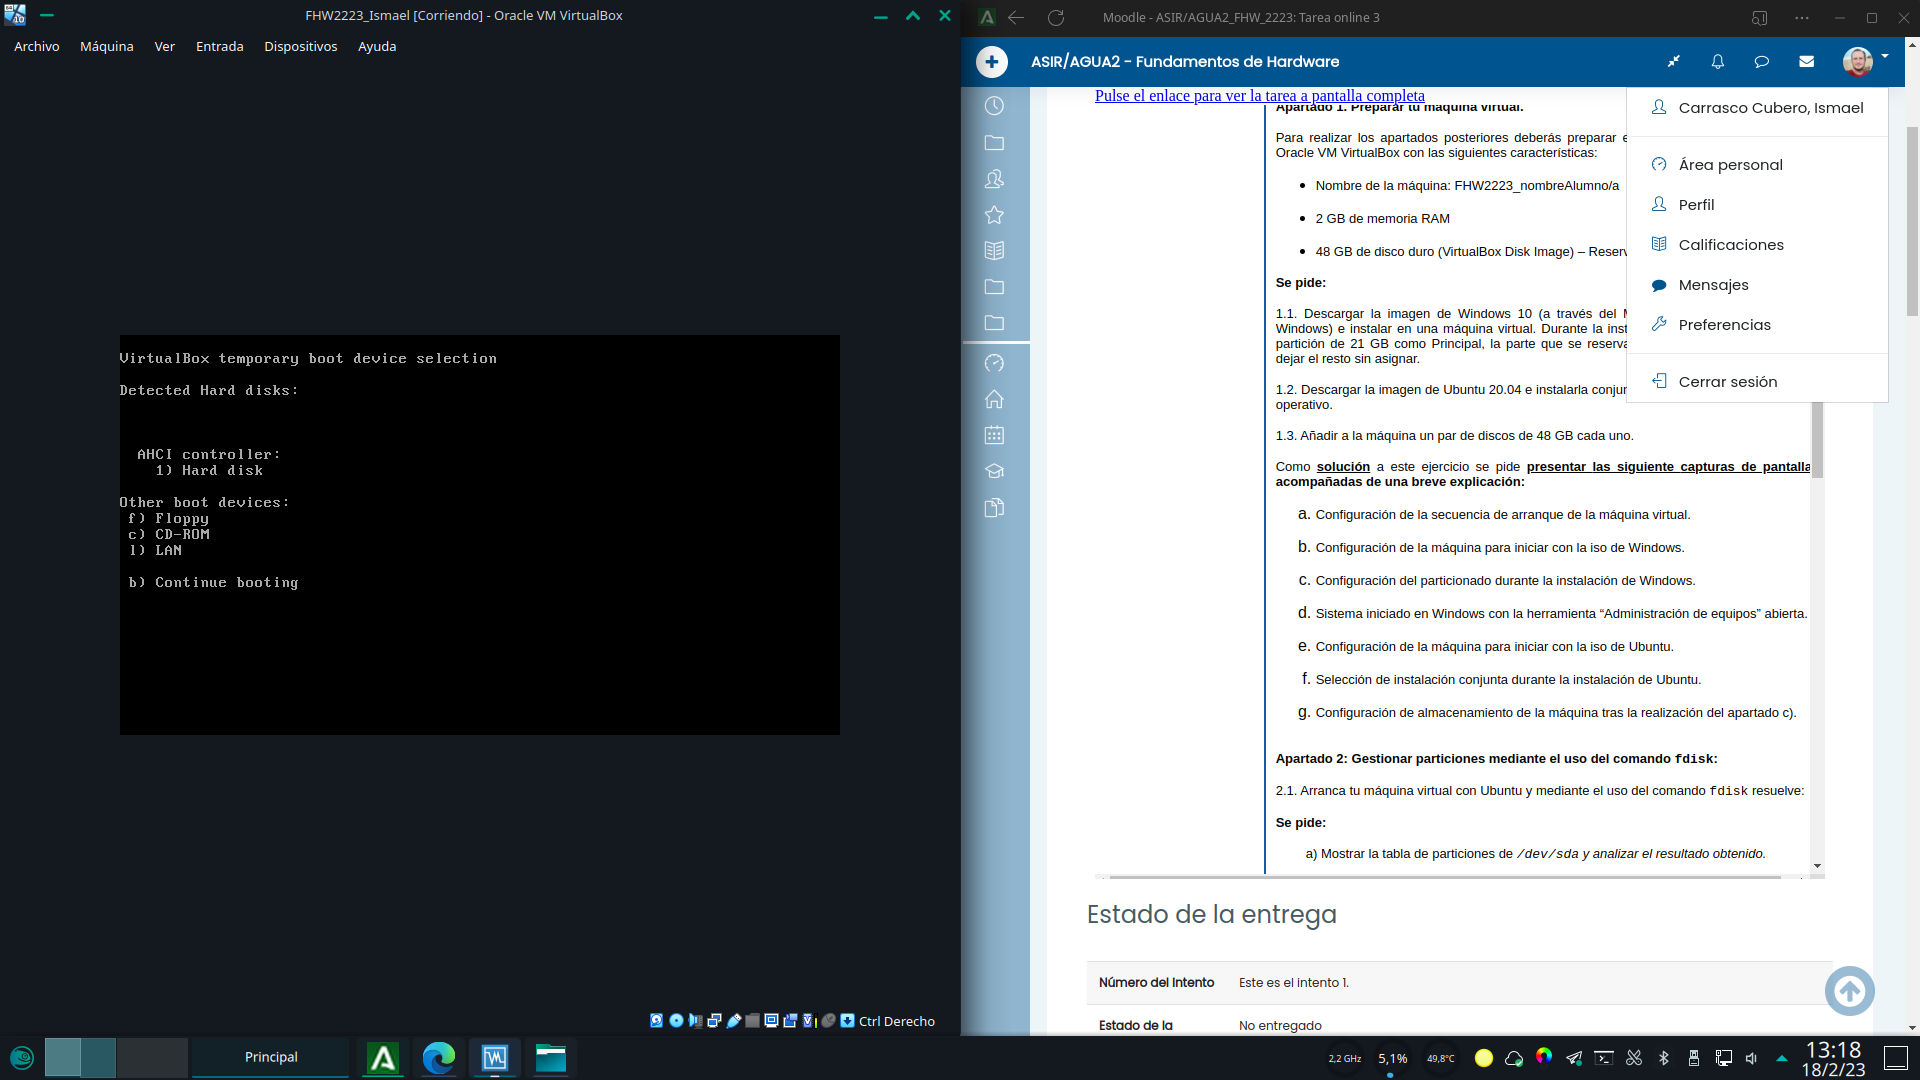 FHW2223_Ismael [Corriendo] - Oracle VM VirtualBox
Archivo Máquina Ver Entrada Dispositivos Ayuda
VirtualBox temporary boot device selection
Detected Hard disks:
AHCI controller:
1) Hard disk
Other boot devices:
f) Floppy
c) CD-ROM
l) LAN
b) Continue booting
Ctrl Derecho
Moodle - ASIR/AGUA2_FHW_2223: Tarea online 3
ASIR/AGUA2 - Fundamentos de Hardware
Pulse el enlace para ver la tarea a pantalla completa
Apartado 1. Preparar tu máquina virtual.
Para realizar los apartados posteriores deberás preparar
Oracle VM VirtualBox con las siguientes características:
Nombre de la máquina: FHW2223_nombreAlumno/a
2 GB de memoria RAM
48 GB de disco duro (VirtualBox Disk Image) – Reserv
Se pide:
1.1. Descargar la imagen de Windows 10 (a través del
Windows) e instalar en una máquina virtual. Durante la inst
partición de 21 GB como Principal, la parte que se reserva
dejar el resto sin asignar.
1.2. Descargar la imagen de Ubuntu 20.04 e instalarla conjun
operativo.
1.3. Añadir a la máquina un par de discos de 48 GB cada uno.
Como solución a este ejercicio se pide presentar las siguiente capturas de pantalla
acompañadas de una breve explicación:
a. Configuración de la secuencia de arranque de la máquina virtual.
b. Configuración de la máquina para iniciar con la iso de Windows.
c. Configuración del particionado durante la instalación de Windows.
d. Sistema iniciado en Windows con la herramienta “Administración de equipos” abierta.
e. Configuración de la máquina para iniciar con la iso de Ubuntu.
f. Selección de instalación conjunta durante la instalación de Ubuntu.
g. Configuración de almacenamiento de la máquina tras la realización del apartado c).
Apartado 2: Gestionar particiones mediante el uso del comando fdisk:
2.1. Arranca tu máquina virtual con Ubuntu y mediante el uso del comando fdisk resuelve:
Se pide:
a) Mostrar la tabla de particiones de /dev/sda y analizar el resultado obtenido.
Carrasco Cubero, Ismael
Área personal
Perfil
Calificaciones
Mensajes
Preferencias
Cerrar sesión
Estado de la entrega
Número del intento Este es el intento 1.
Estado de la No entregado
Principal
2,2 GHz 5,1% 49,8°C
13:18
18/2/23